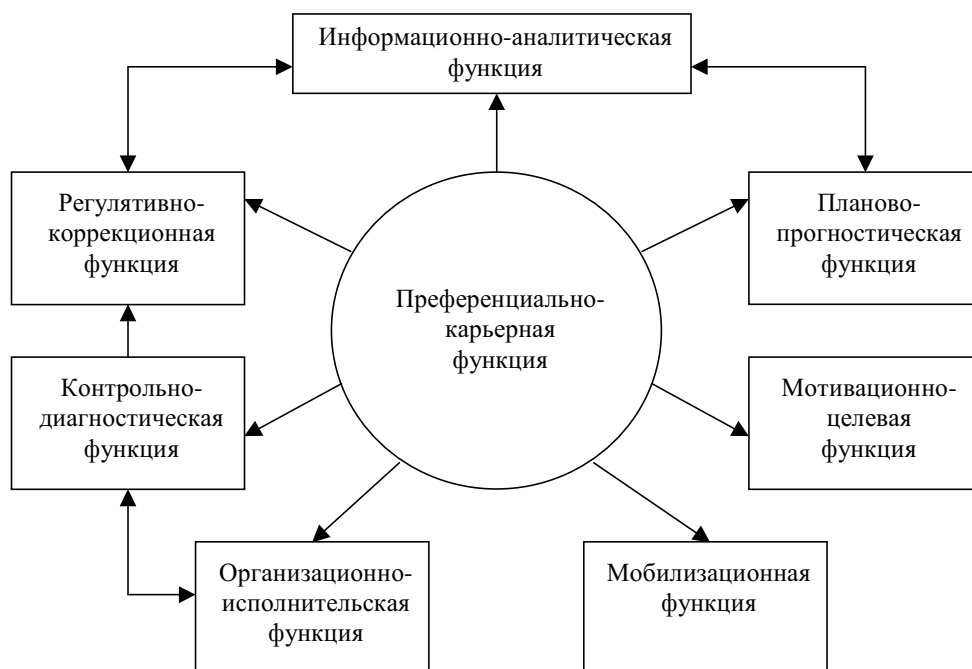 Информационно-аналитическая
функция
Регулятивно-
коррекционная
функция
Планово-
прогностическая
функция
Преференциально-
карьерная
функция
Контрольно-
диагностическая
функция
Мотивационно-
целевая
функция
Организационно-
исполнительская
функция
Мобилизационная
функция